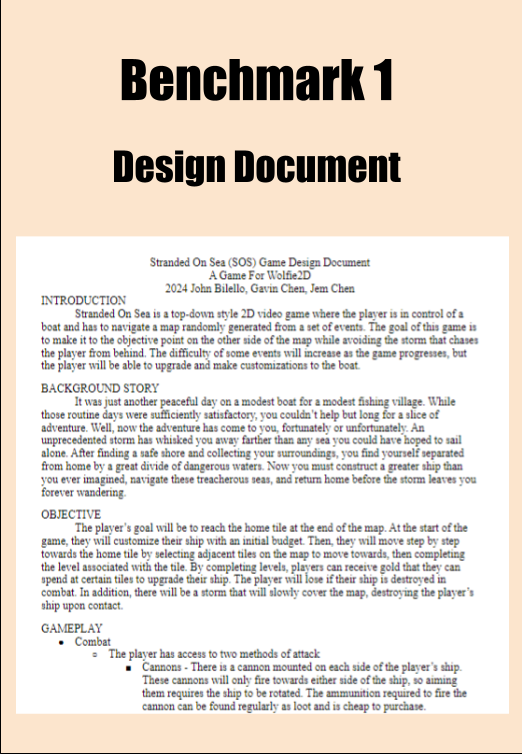 Benchmark 1
Design Document
Stranded On Sea (SOS) Game Design Document
A Game For Wolfie2D
2024 John Bilello, Gavin Chen, Jem Chen
INTRODUCTION
Stranded On Sea is a top-down style 2D video game where the player is in control of a
boat and has to navigate a map randomly generated from a set of events. The goal of this game is
to make it to the objective point on the other side of the map while avoiding the storm that chases
the player from behind. The difficulty of some events will increase as the game progresses, but
the player will be able to upgrade and make customizations to the boat.
BACKGROUND STORY
It was just another peaceful day on a modest boat for a modest fishing village. While
those routine days were sufficiently satisfactory, you couldn't help but long for a slice of
adventure. Well, now the adventure has come to you, fortunately or unfortunately. An
unprecedented storm has whisked you away farther than any sea you could have hoped to sail
alone. After finding a safe shore and collecting your surroundings, you find yourself separated
from home by a great divide of dangerous waters. Now you must construct a greater ship than
you ever imagined, navigate these treacherous seas, and return home before the storm leaves you
forever wandering.
OBJECTIVE
The player's goal will be to reach the home tile at the end of the map. At the start of the
game, they will customize their ship with an initial budget. Then, they will move step by step
towards the home tile by selecting adjacent tiles on the map to move towards, then completing
the level associated with the tile. By completing levels, players can receive gold that they can
spend at certain tiles to upgrade their ship. The player will lose if their ship is destroyed in
combat. In addition, there will be a storm that will slowly cover the map, destroying the player's
ship upon contact.
GAMEPLAY
● Combat
○ The player has access to two methods of attack
■ Cannons - There is a cannon mounted on each side of the player's ship.
These cannons will only fire towards either side of the ship, so aiming
them requires the ship to be rotated. The ammunition required to fire the
cannon can be found regularly as loot and is cheap to purchase.